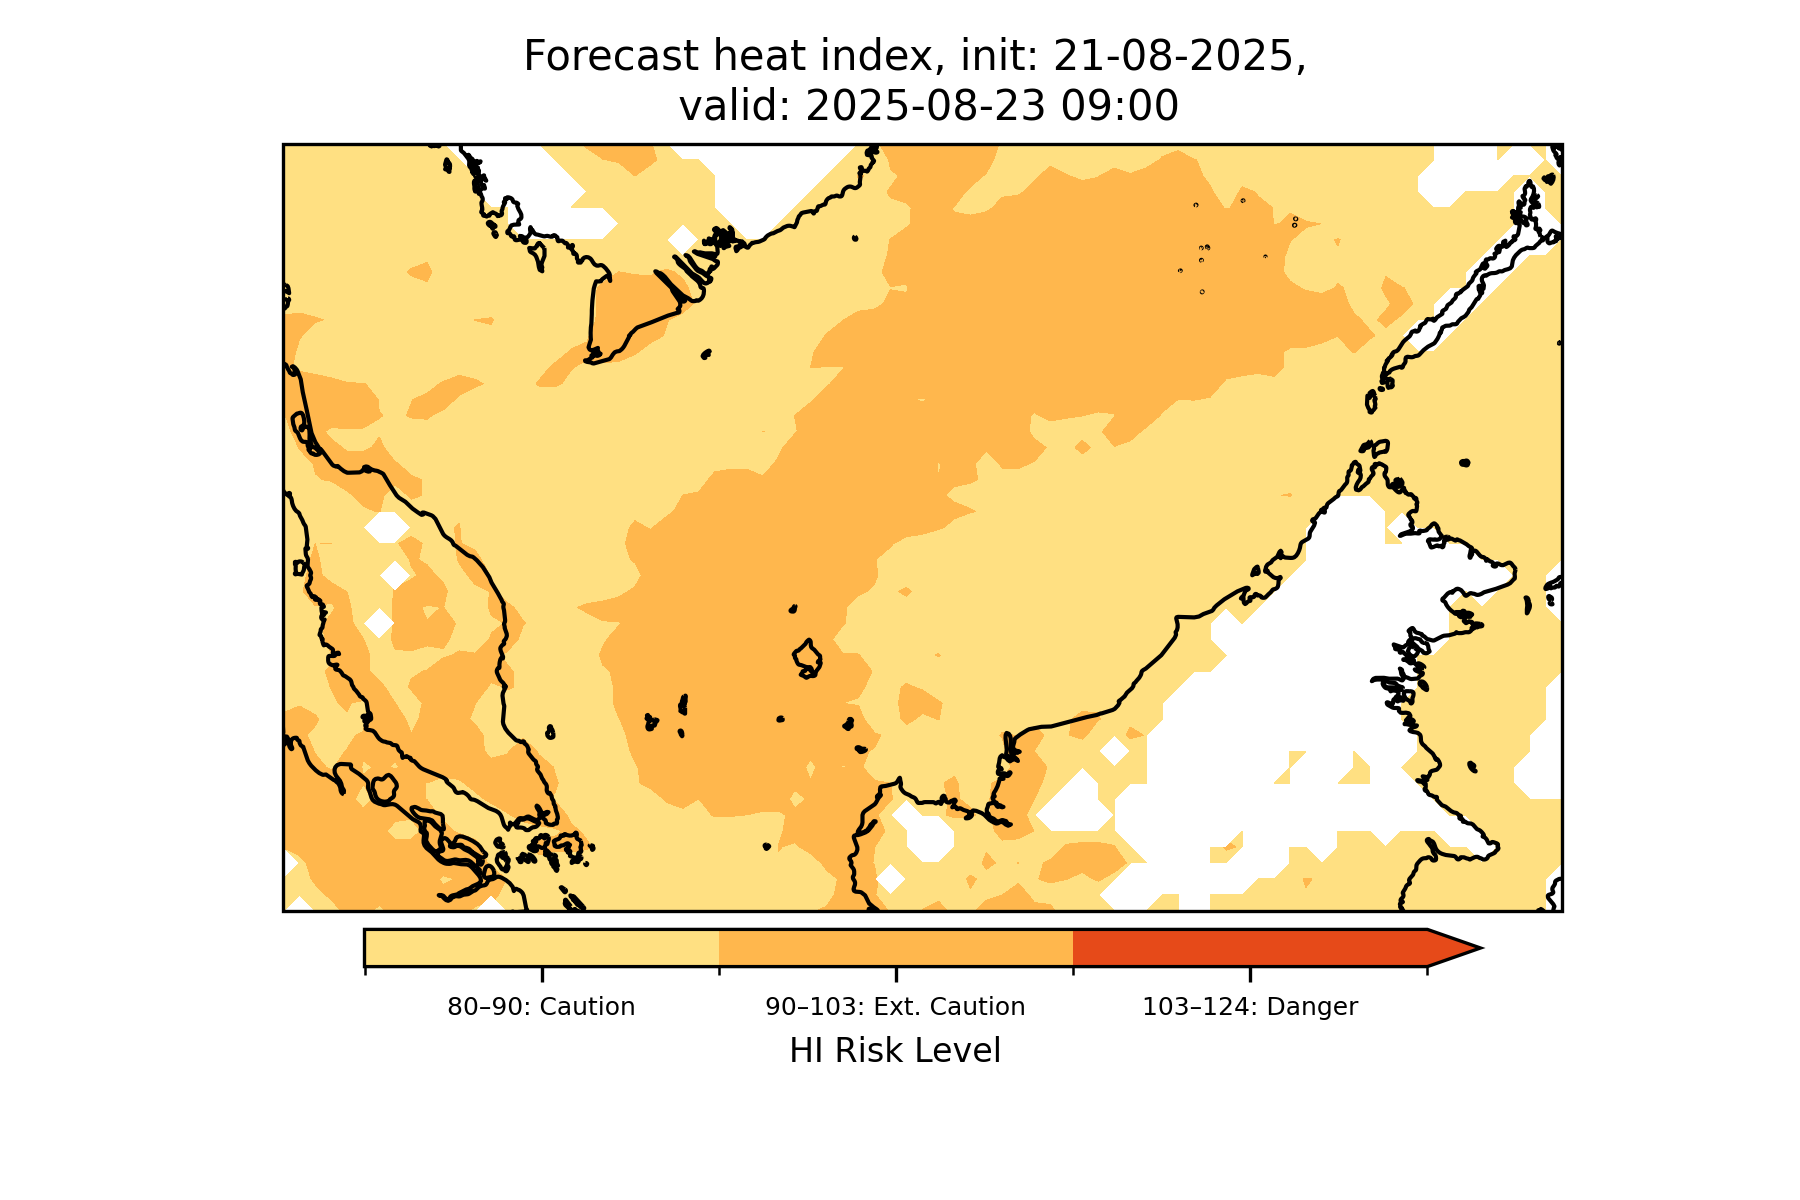 Forecast heat index, init: 21-08-2025,
valid: 2025-08-23 09:00
80–90: Caution
90–103: Ext. Caution
103–124: Danger
HI Risk Level